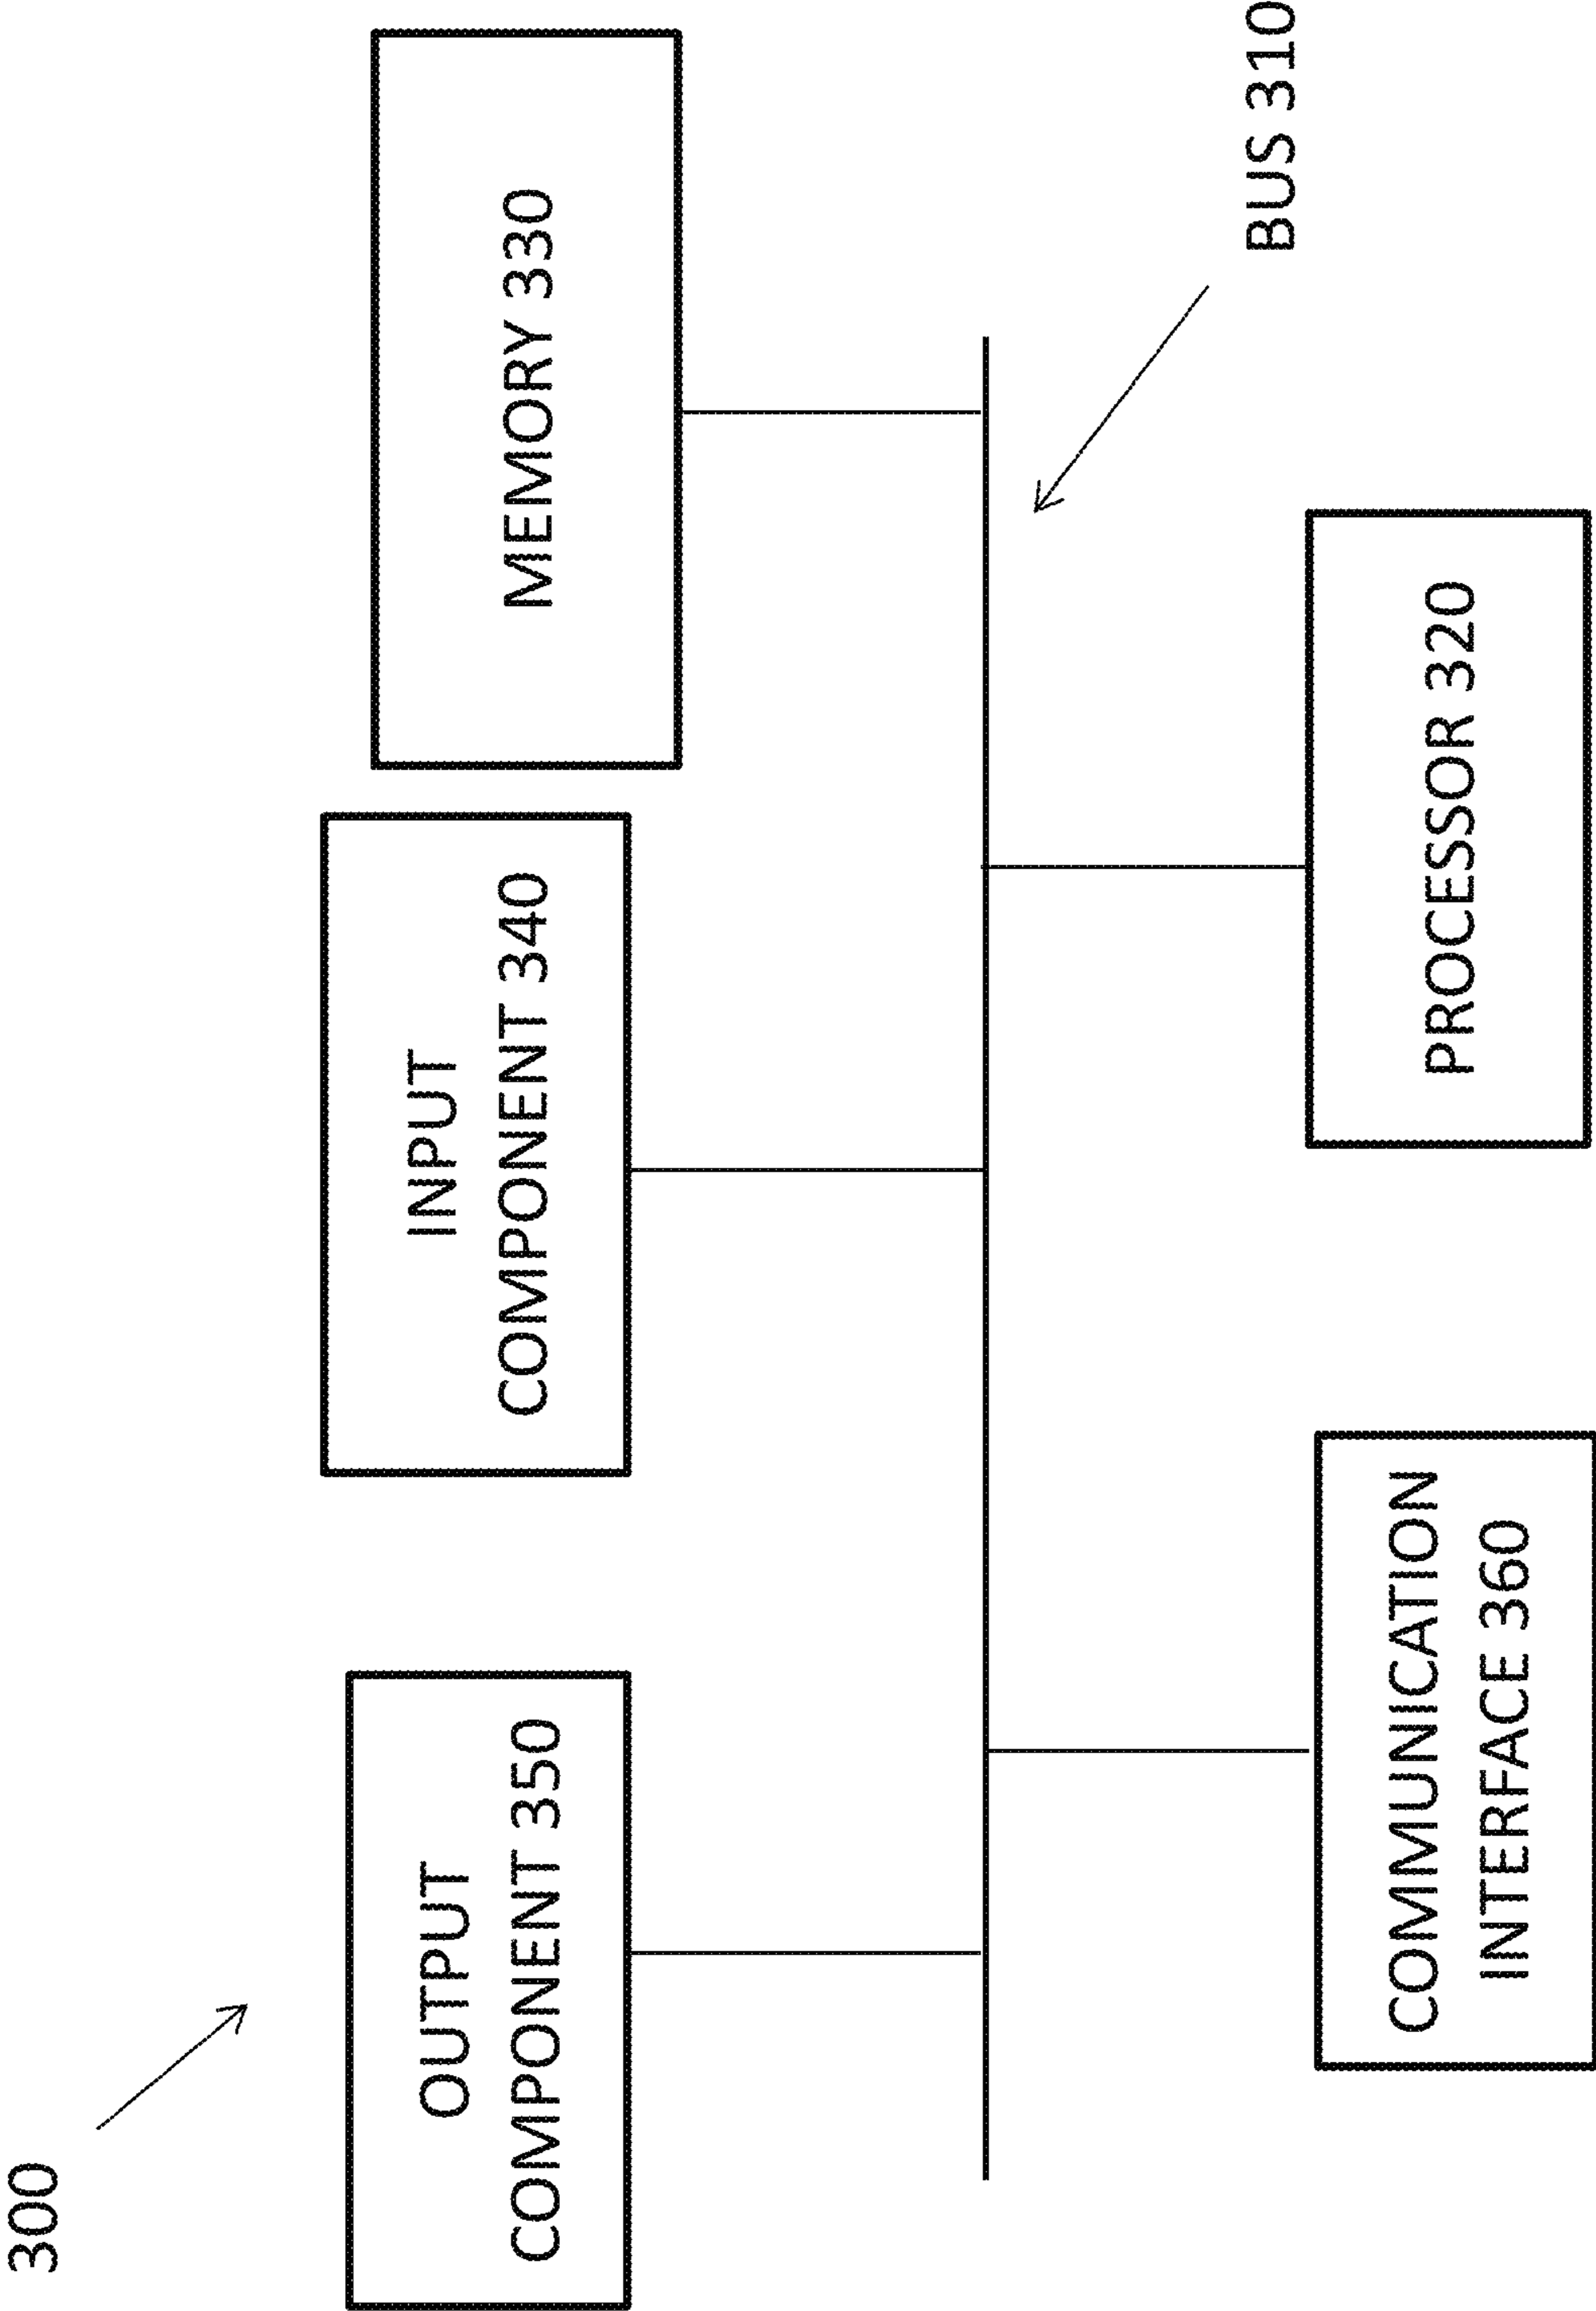 300
OUTPUT
COMPONENT 350
INPUT
COMPONENT 340
MEMORY 330
BUS 310
COMMUNICATION
INTERFACE 360
PROCESSOR 320